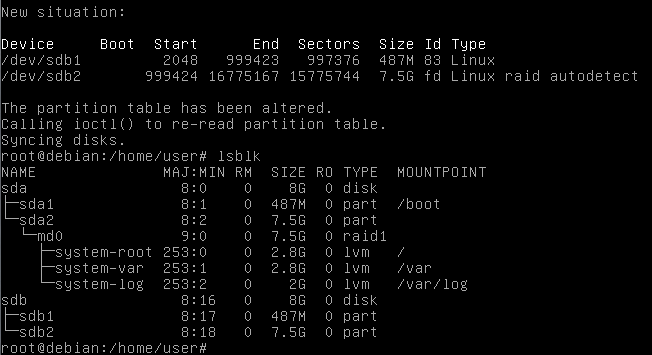 New situation:
Device     Boot  Start      End  Sectors  Size Id Type
/dev/sdb1         2048   999423   997376  487M 83 Linux
/dev/sdb2       999424 16775167 15775744  7.5G fd Linux raid autodetect
The partition table has been altered.
Calling ioctl() to re-read partition table.
Syncing disks.
root@debian:/home/user# lsblk
NAME              MAJ:MIN RM  SIZE RO TYPE  MOUNTPOINT
sda                 8:0    0    8G  0 disk
├─sda1              8:1    0  487M  0 part  /boot
└─sda2              8:2    0  7.5G  0 part
  └─md0             9:0    0  7.5G  0 raid1
    ├─system-root 253:0    0  2.8G  0 lvm   /
    ├─system-var  253:1    0  2.8G  0 lvm   /var
    └─system-log  253:2    0    2G  0 lvm   /var/log
sdb                 8:16   0    8G  0 disk
├─sdb1              8:17   0  487M  0 part
└─sdb2              8:18   0  7.5G  0 part
root@debian:/home/user#